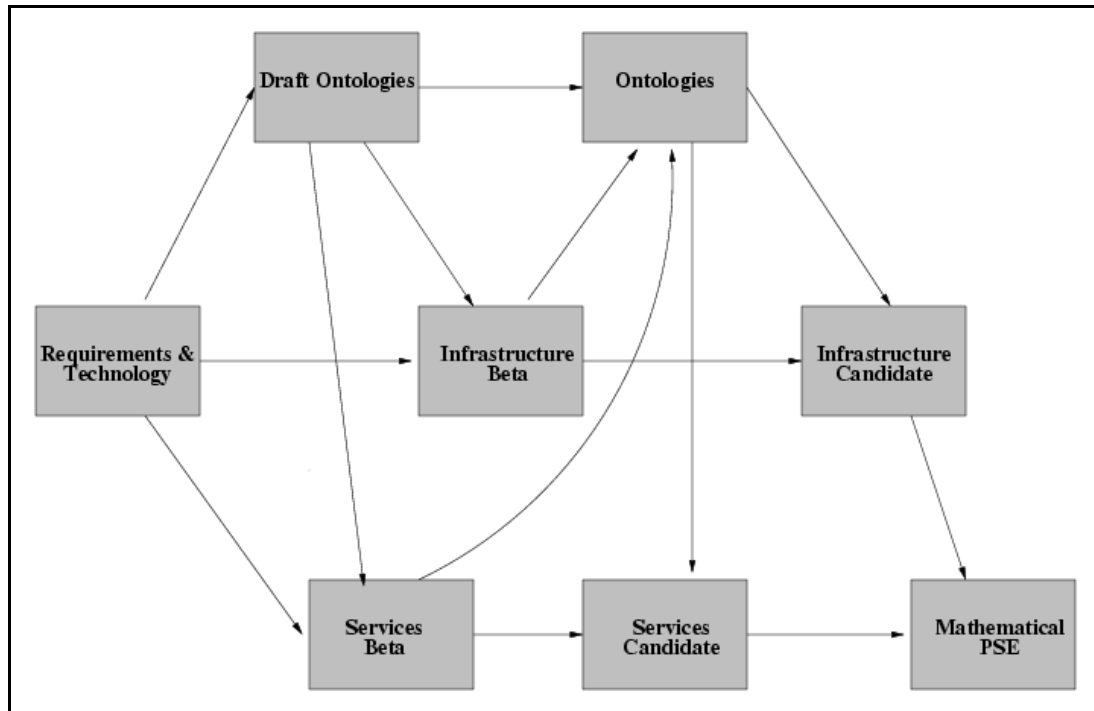 Draft Ontologies
Ontologies
Requirements &
Technology
Infrastructure
Beta
Infrastructure
Candidate
Services
Beta
Services
Candidate
Mathematical
PSE